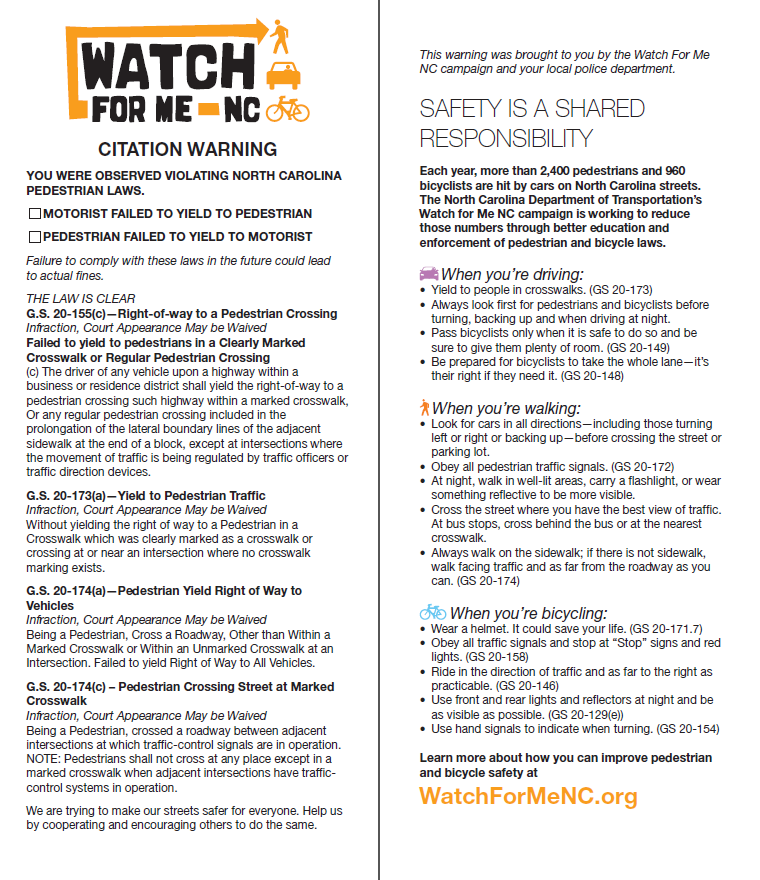 WATCH
FOR ME – NC
CITATION WARNING
YOU WERE OBSERVED VIOLATING NORTH CAROLINA
PEDESTRIAN LAWS.
MOTORIST FAILED TO YIELD TO PEDESTRIAN
PEDESTRIAN FAILED TO YIELD TO MOTORIST
Failure to comply with these laws in the future could lead
to actual fines.
THE LAW IS CLEAR
G.S. 20-155(c)—Right-of-way to a Pedestrian Crossing
Infraction, Court Appearance May be Waived
Failed to yield to pedestrians in a Clearly Marked
Crosswalk or Regular Pedestrian Crossing
(c) The driver of any vehicle upon a highway within a
business or residence district shall yield the right-of-way to a
pedestrian crossing such highway within a marked crosswalk,
Or any regular pedestrian crossing included in the
prolongation of the lateral boundary lines of the adjacent
sidewalk at the end of a block, except at intersections where
the movement of traffic is being regulated by traffic officers or
traffic direction devices.
G.S. 20-173(a)—Yield to Pedestrian Traffic
Infraction, Court Appearance May be Waived
Without yielding the right of way to a Pedestrian in a
Crosswalk which was clearly marked as a crosswalk or
crossing at or near an intersection where no crosswalk
marking exists.
G.S. 20-174(a)—Pedestrian Yield Right of Way to
Vehicles
Infraction, Court Appearance May be Waived
Being a Pedestrian, Cross a Roadway, Other than Within a
Marked Crosswalk or Within an Unmarked Crosswalk at an
Intersection. Failed to yield Right of Way to All Vehicles.
G.S. 20-174(c) – Pedestrian Crossing Street at Marked
Crosswalk
Infraction, Court Appearance May be Waived
Being a Pedestrian, crossed a roadway between adjacent
intersections at which traffic-control signals are in operation.
NOTE: Pedestrians shall not cross at any place except in a
marked crosswalk when adjacent intersections have traffic-
control systems in operation.
We are trying to make our streets safer for everyone. Help us
by cooperating and encouraging others to do the same.
This warning was brought to you by the Watch For Me
NC campaign and your local police department.
SAFETY IS A SHARED
RESPONSIBILITY
Each year, more than 2,400 pedestrians and 960
bicyclists are hit by cars on North Carolina streets.
The North Carolina Department of Transportation's
Watch for Me NC campaign is working to reduce
those numbers through better education and
enforcement of pedestrian and bicycle laws.
When you're driving:
• Yield to people in crosswalks. (GS 20-173)
• Always look first for pedestrians and bicyclists before
turning, backing up and when driving at night.
• Pass bicyclists only when it is safe to do so and be
sure to give them plenty of room. (GS 20-149)
• Be prepared for bicyclists to take the whole lane—it's
their right if they need it. (GS 20-148)
When you're walking:
• Look for cars in all directions—including those turning
left or right or backing up—before crossing the street or
parking lot.
• Obey all pedestrian traffic signals. (GS 20-172)
• At night, walk in well-lit areas, carry a flashlight, or wear
something reflective to be more visible.
• Cross the street where you have the best view of traffic.
At bus stops, cross behind the bus or at the nearest
crosswalk.
• Always walk on the sidewalk; if there is not sidewalk,
walk facing traffic and as far from the roadway as you
can. (GS 20-174)
When you're bicycling:
• Wear a helmet. It could save your life. (GS 20-171.7)
• Obey all traffic signals and stop at “Stop” signs and red
lights. (GS 20-158)
• Ride in the direction of traffic and as far to the right as
practicable. (GS 20-146)
• Use front and rear lights and reflectors at night and be
as visible as possible. (GS 20-129(e))
• Use hand signals to indicate when turning. (GS 20-154)
Learn more about how you can improve pedestrian
and bicycle safety at
WatchForMeNC.org